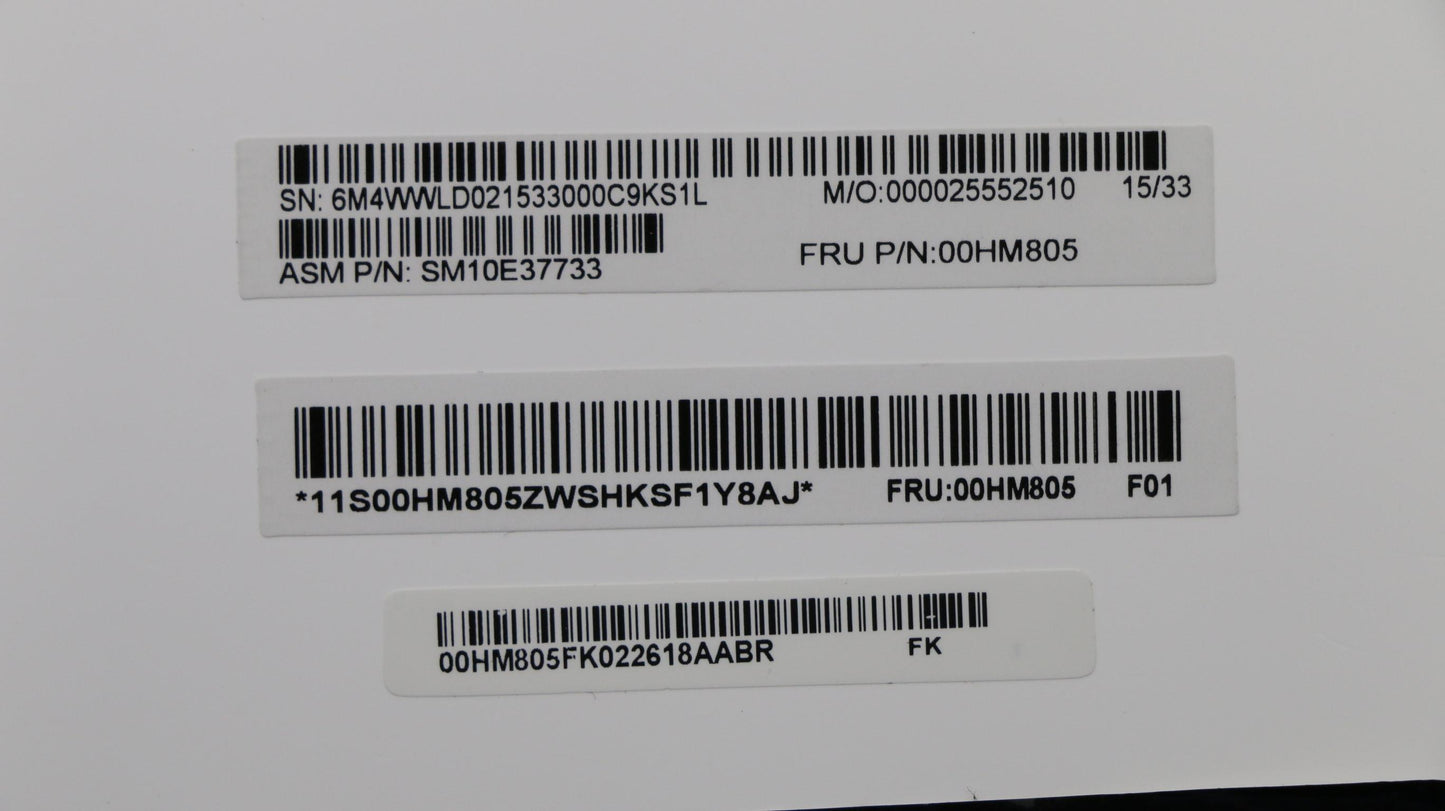 SN: 6M4WWLD021533000C9KS1L M/O:000025552510 15/33
ASM P/N: SM10E37733 FRU P/N:00HM805
*11S00HM805ZWSHKSF1Y8AJ* FRU:00HM805 F01
00HM805FK022618AABR FK